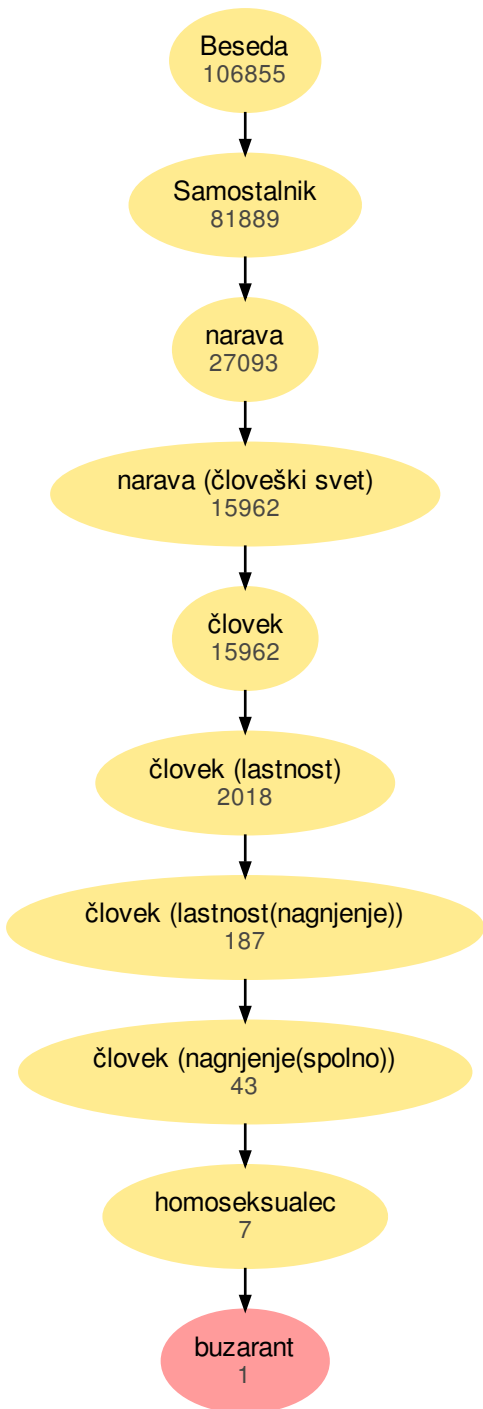 Beseda
106855
Samostalnik
81889
narava
27093
narava (človeški svet)
15962
človek
15962
človek (lastnost)
2018
človek (lastnost(nagnjenje))
187
človek (nagnjenje(spolno))
43
homoseksualec
7
buzarant
1